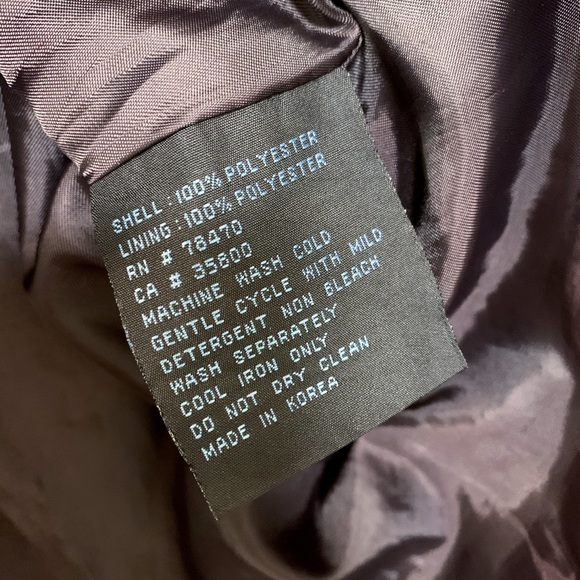 SHELL : 100% POLYESTER
LINING : 100% POLYESTER
RN # 78470
CA # 35800
MACHINE WASH COLD
GENTLE CYCLE WITH MILD
DETERGENT NON BLEACH
WASH SEPARATELY
COOL IRON ONLY
DO NOT DRY CLEAN
MADE IN KOREA